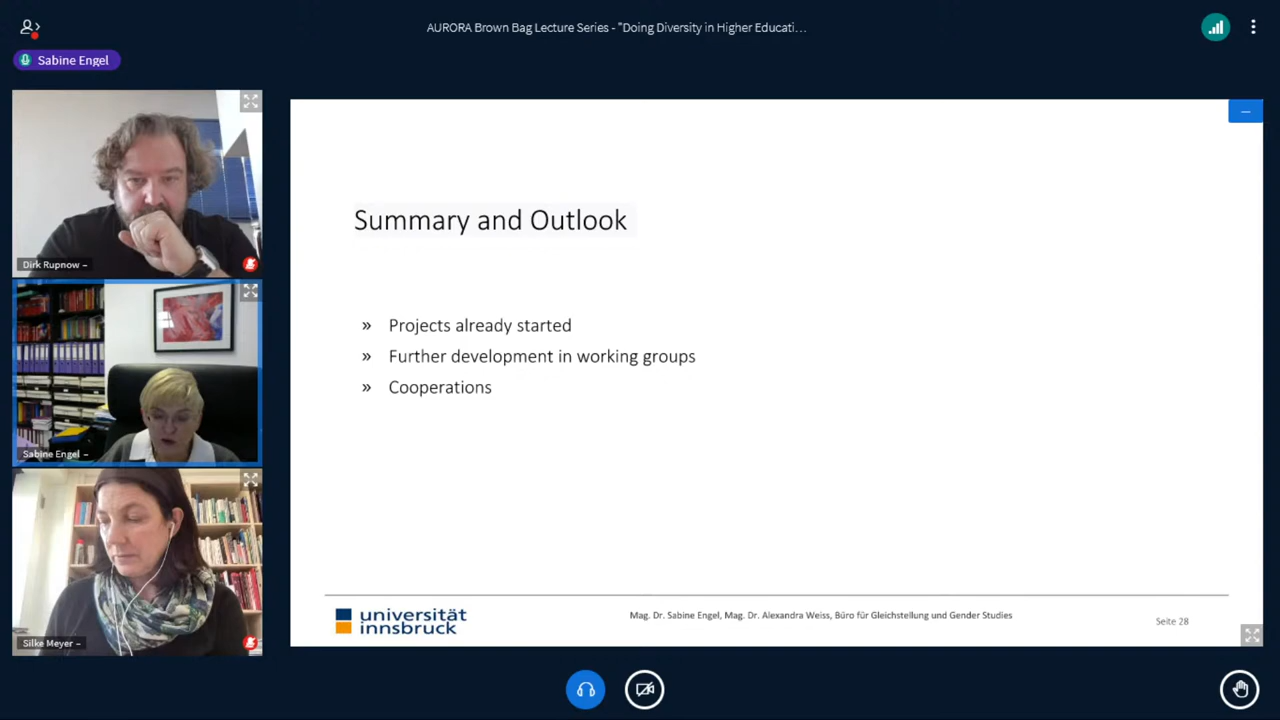 AURORA Brown Bag Lecture Series - "Doing Diversity in Higher Educati...
Sabine Engel
Dirk Rupnow –
Sabine Engel –
Silke Meyer –
Summary and Outlook
» Projects already started
» Further development in working groups
» Cooperations
universität
innsbruck
Mag. Dr. Sabine Engel, Mag. Dr. Alexandra Weiss, Büro für Gleichstellung und Gender Studies
Seite 28